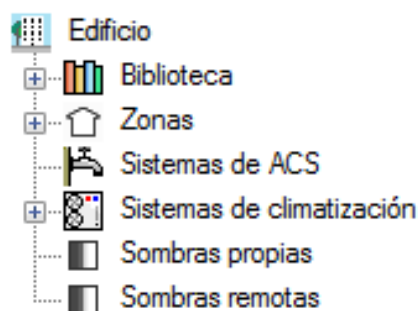 Edificio
Biblioteca
Zonas
Sistemas de ACS
Sistemas de climatización
Sombras propias
Sombras remotas